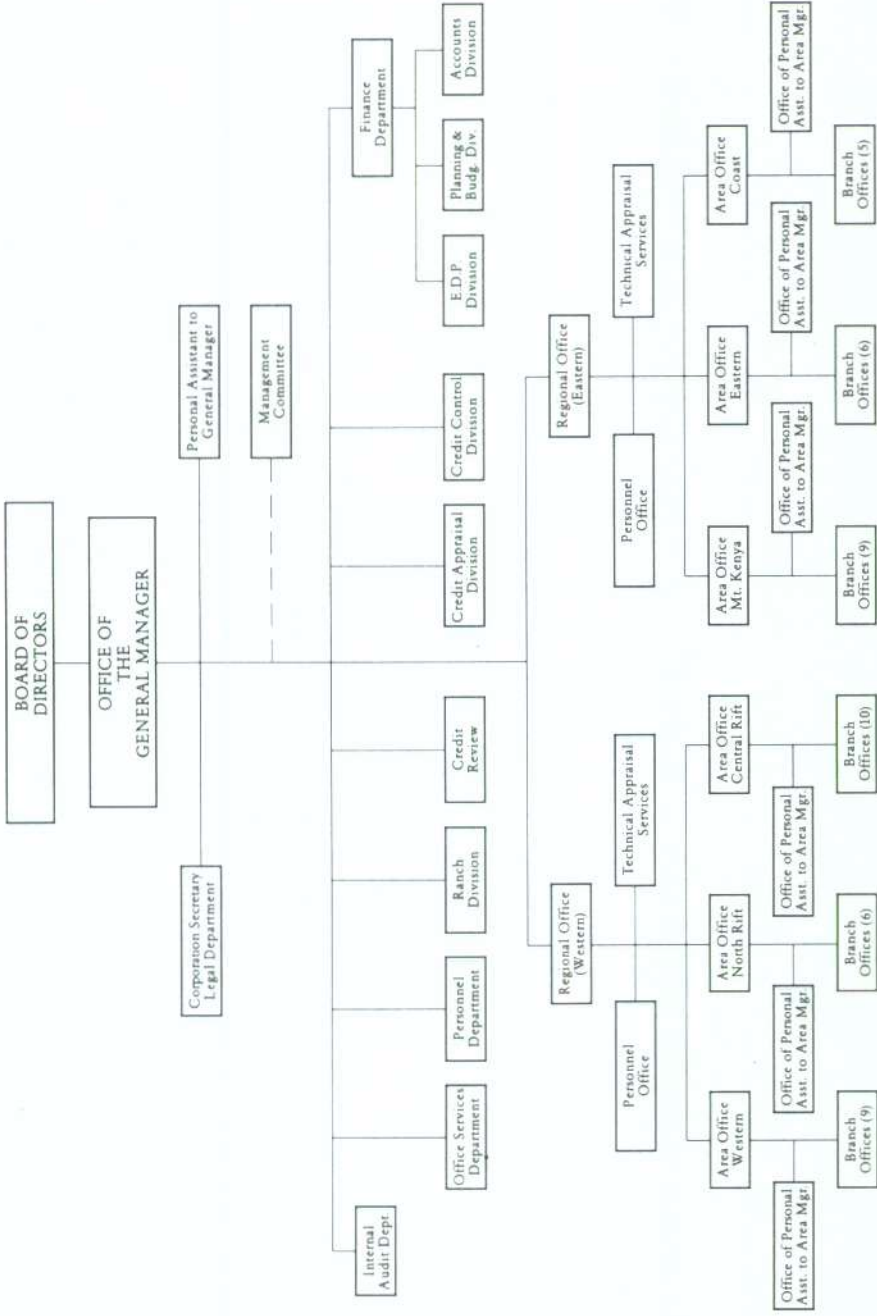 BOARD OF
DIRECTORS
OFFICE OF
THE
GENERAL MANAGER
Corporation Secretary
Legal Department
Personal Assistant to
General Manager
Management
Committee
Internal
Audit Dept.
Finance
Department
Office Services
Department
Personnel
Department
Ranch
Division
Credit
Review
Credit Appraisal
Division
Credit Control
Division
E.D.P.
Division
Planning &
Budg. Div.
Accounts
Division
Regional Office
(Western)
Regional Office
(Eastern)
Personnel
Office
Technical Appraisal
Services
Personnel
Office
Technical Appraisal
Services
Area Office
Western
Area Office
North Rift
Area Office
Central Rift
Area Office
Mt. Kenya
Area Office
Eastern
Area Office
Coast
Office of Personal
Asst. to Area Mgr.
Office of Personal
Asst. to Area Mgr.
Office of Personal
Asst. to Area Mgr.
Office of Personal
Asst. to Area Mgr.
Office of Personal
Asst. to Area Mgr.
Office of Personal
Asst. to Area Mgr.
Branch
Offices (9)
Branch
Offices (6)
Branch
Offices (10)
Branch
Offices (9)
Branch
Offices (6)
Branch
Offices (5)